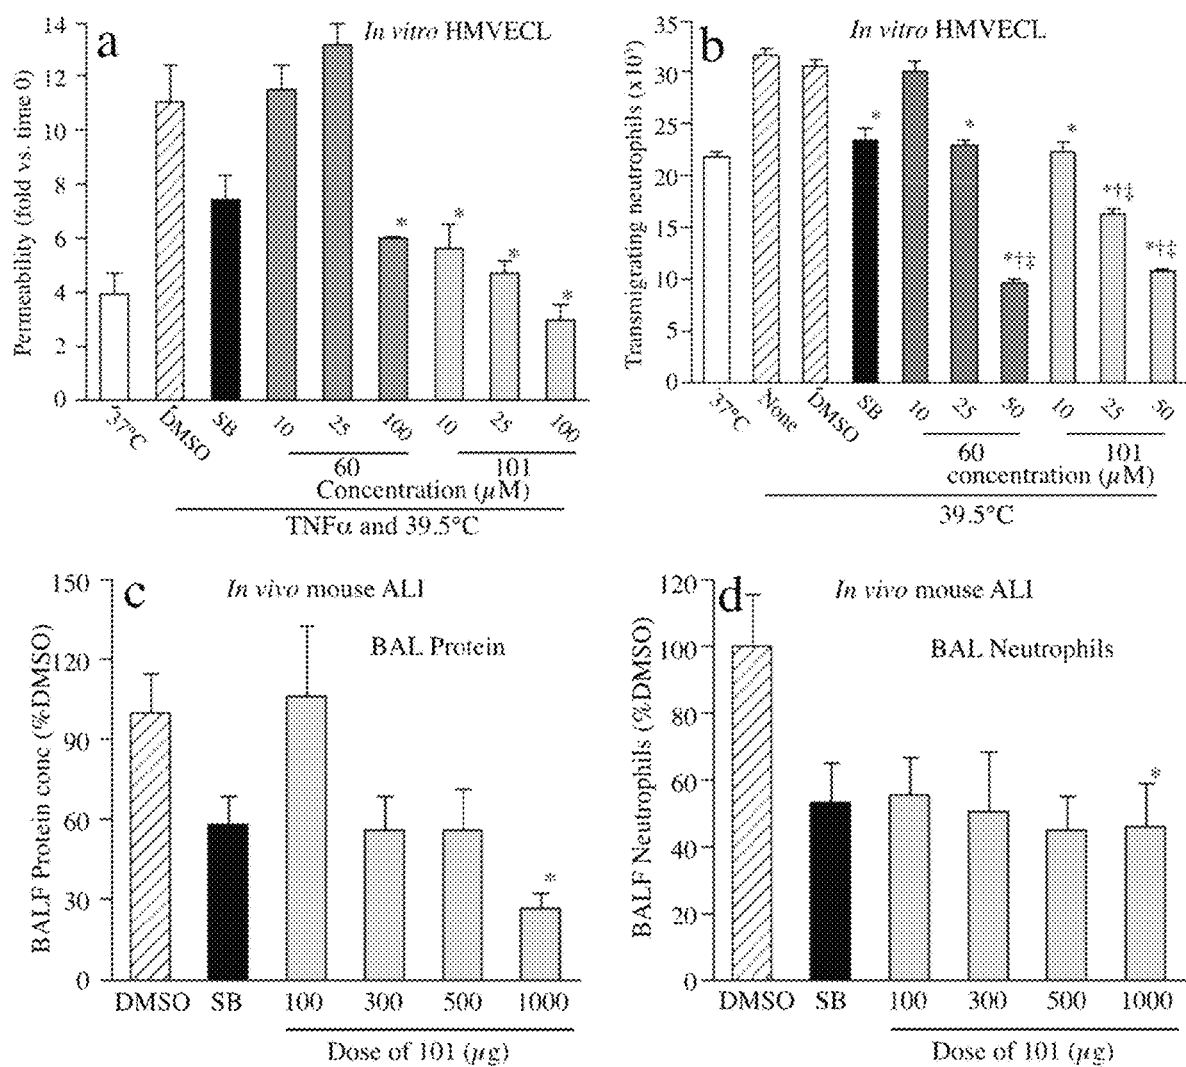 a
In vitro HMVECL
Permeability (fold vs. time 0)
14
12
10
8
6
4
2
0
*
*
*
*
37°C
DMSO
SB
10
25
100
10
25
100
60
101
Concentration (µM)
TNFα and 39.5°C
b
In vitro HMVECL
35
30
25
20
15
10
5
0
*
*
*†‡
*
*†‡
*†‡
37°C
None
DMSO
SB
10
25
50
10
25
50
60
101
concentration (µM)
39.5°C
c
In vivo mouse ALI
BAL Protein
BALF Protein conc (%DMSO)
150
120
90
60
30
0
*
DMSO
SB
100
300
500
1000
Dose of 101 (µg)
d
In vivo mouse ALI
BAL Neutrophils
BALF Neutrophils (%DMSO)
120
100
80
60
40
20
0
*
DMSO
SB
100
300
500
1000
Dose of 101 (µg)
Transmigrating neutrophils